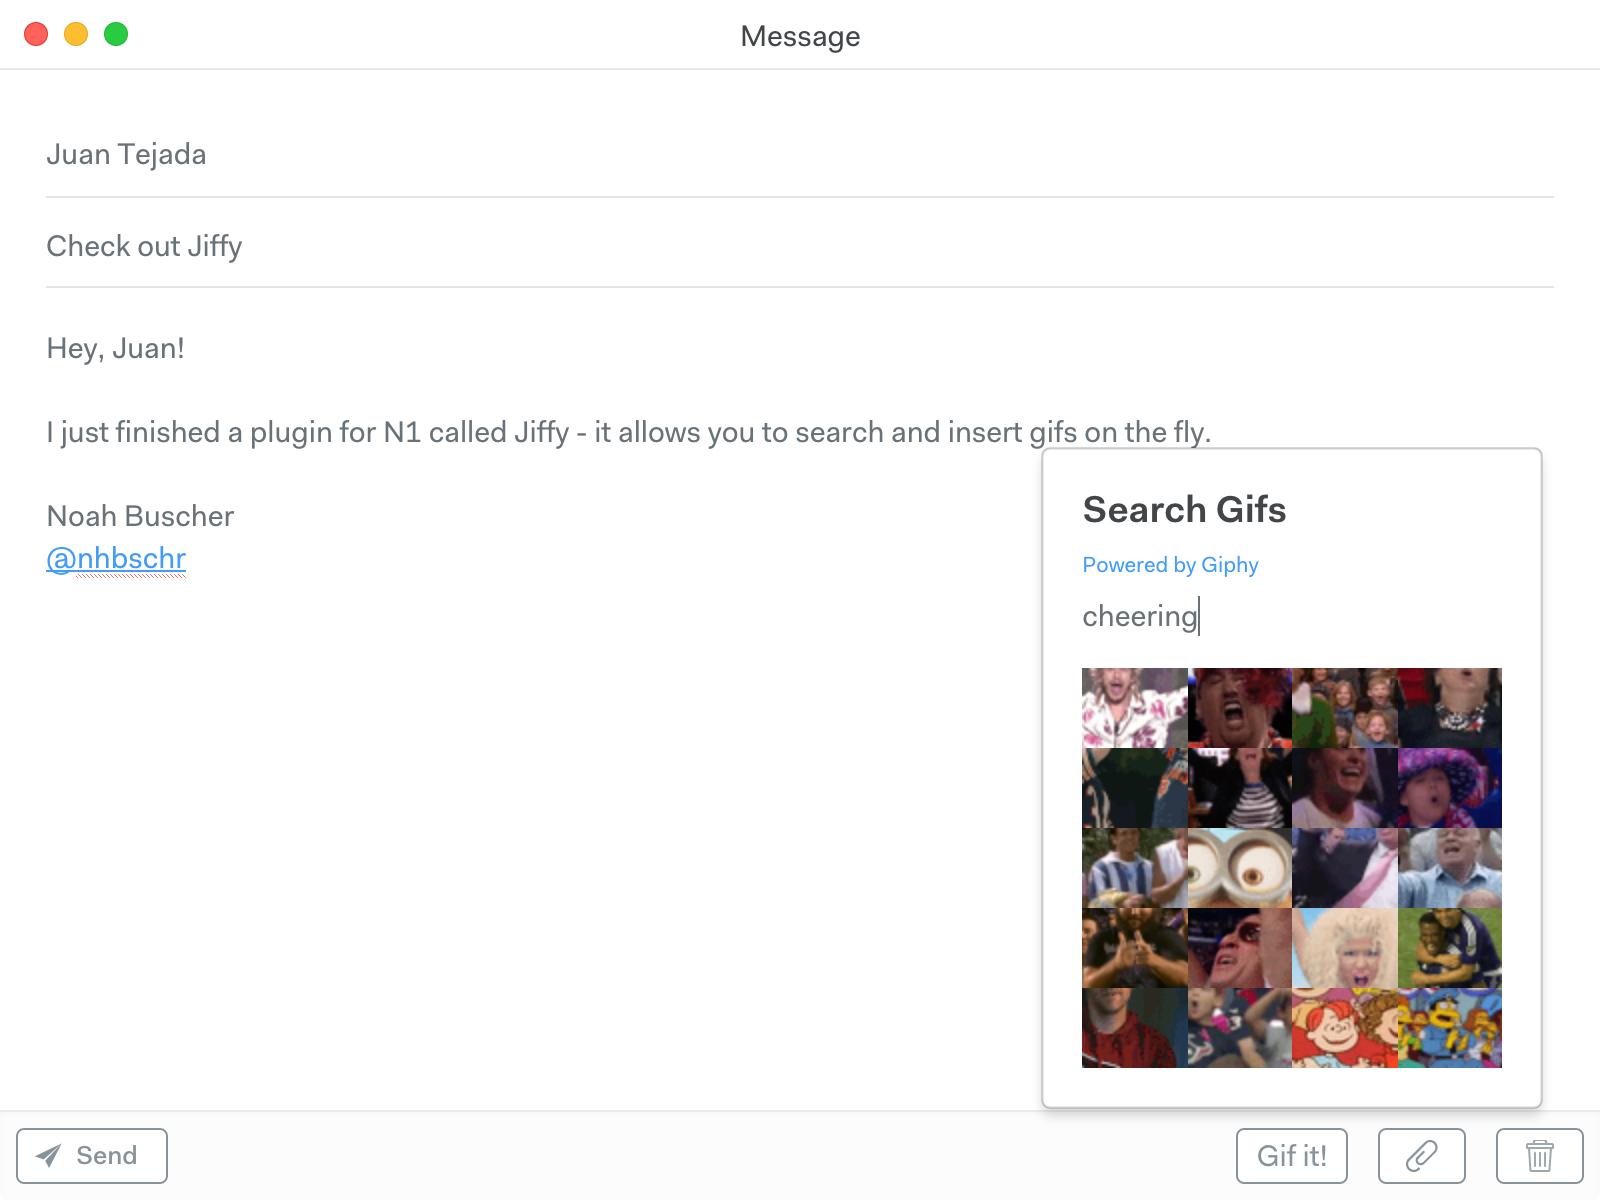 Message
Juan Tejada
Check out Jiffy
Hey, Juan!
I just finished a plugin for N1 called Jiffy - it allows you to search and insert gifs on the fly.
Noah Buscher
@nhbschr
Search Gifs
Powered by Giphy
cheering
Send
Gif it!